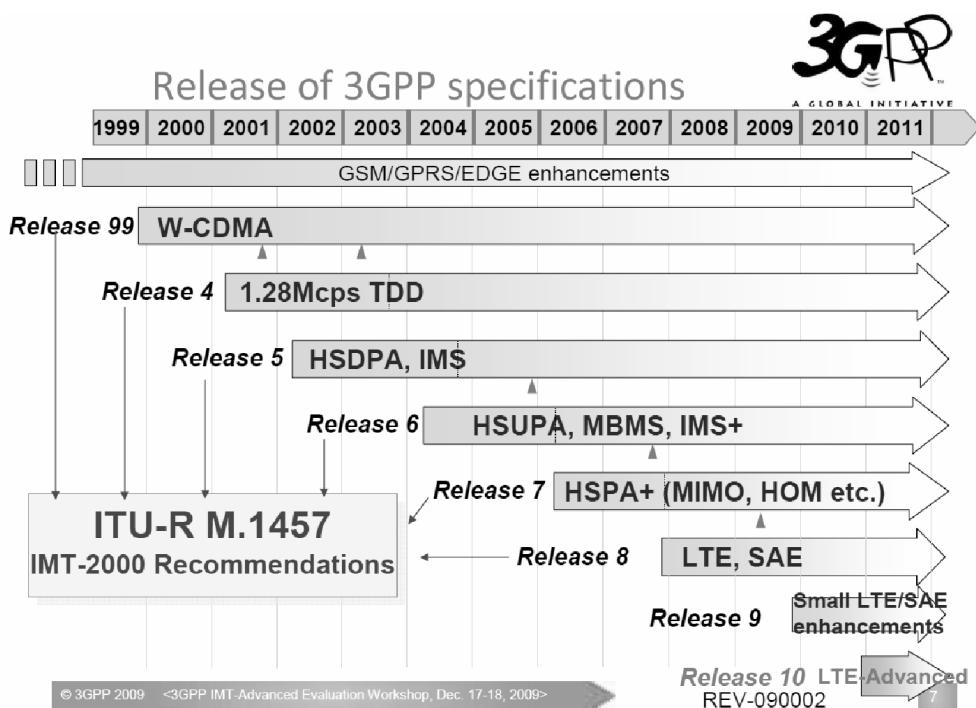 3GPP
TM
A GLOBAL INITIATIVE
Release of 3GPP specifications
1999 2000 2001 2002 2003 2004 2005 2006 2007 2008 2009 2010 2011
GSM/GPRS/EDGE enhancements
Release 99 W-CDMA
Release 4 1.28Mcps TDD
Release 5 HSDPA, IMS
Release 6 HSUPA, MBMS, IMS+
Release 7 HSPA+ (MIMO, HOM etc.)
ITU-R M.1457
IMT-2000 Recommendations
Release 8 LTE, SAE
Release 9 Small LTE/SAE
enhancements
Release 10 LTE-Advanced
© 3GPP 2009 <3GPP IMT-Advanced Evaluation Workshop, Dec. 17-18, 2009>
REV-090002
7